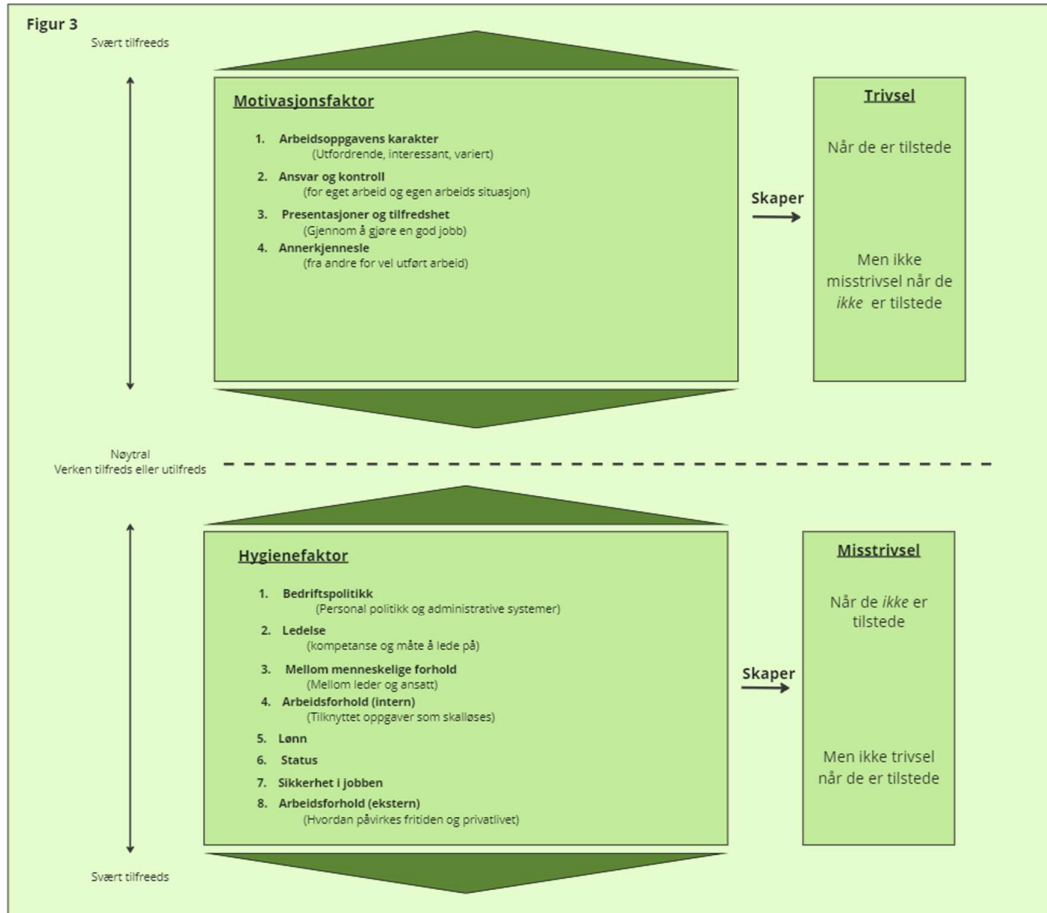 Figur 3
Svært tilfreeds
Motivasjonsfaktor
1. Arbeidsoppgavens karakter
(Utfordrende, interessant, variert)
2. Ansvar og kontroll
(for eget arbeid og egen arbeids situasjon)
3. Presentasjoner og tilfredshet
(Gjennom å gjøre en god jobb)
4. Annerkjennesle
(fra andre for vel utført arbeid)
Skaper
Trivsel
Når de er tilstede
Men ikke
misstrivsel når de
ikke er tilstede
Nøytral
Verken tilfreds eller utilfreds
Hygienefaktor
1. Bedriftspolitikk
(Personal politikk og administrative systemer)
2. Ledelse
(kompetanse og måte å lede på)
3. Mellom menneskelige forhold
(Mellom leder og ansatt)
4. Arbeidsforhold (intern)
(Tilknyttet oppgaver som skalløses)
5. Lønn
6. Status
7. Sikkerhet i jobben
8. Arbeidsforhold (ekstern)
(Hvordan påvirkes fritiden og privatlivet)
Skaper
Misstrivsel
Når de ikke er
tilstede
Men ikke trivsel
når de er tilstede
Svært tilfreeds